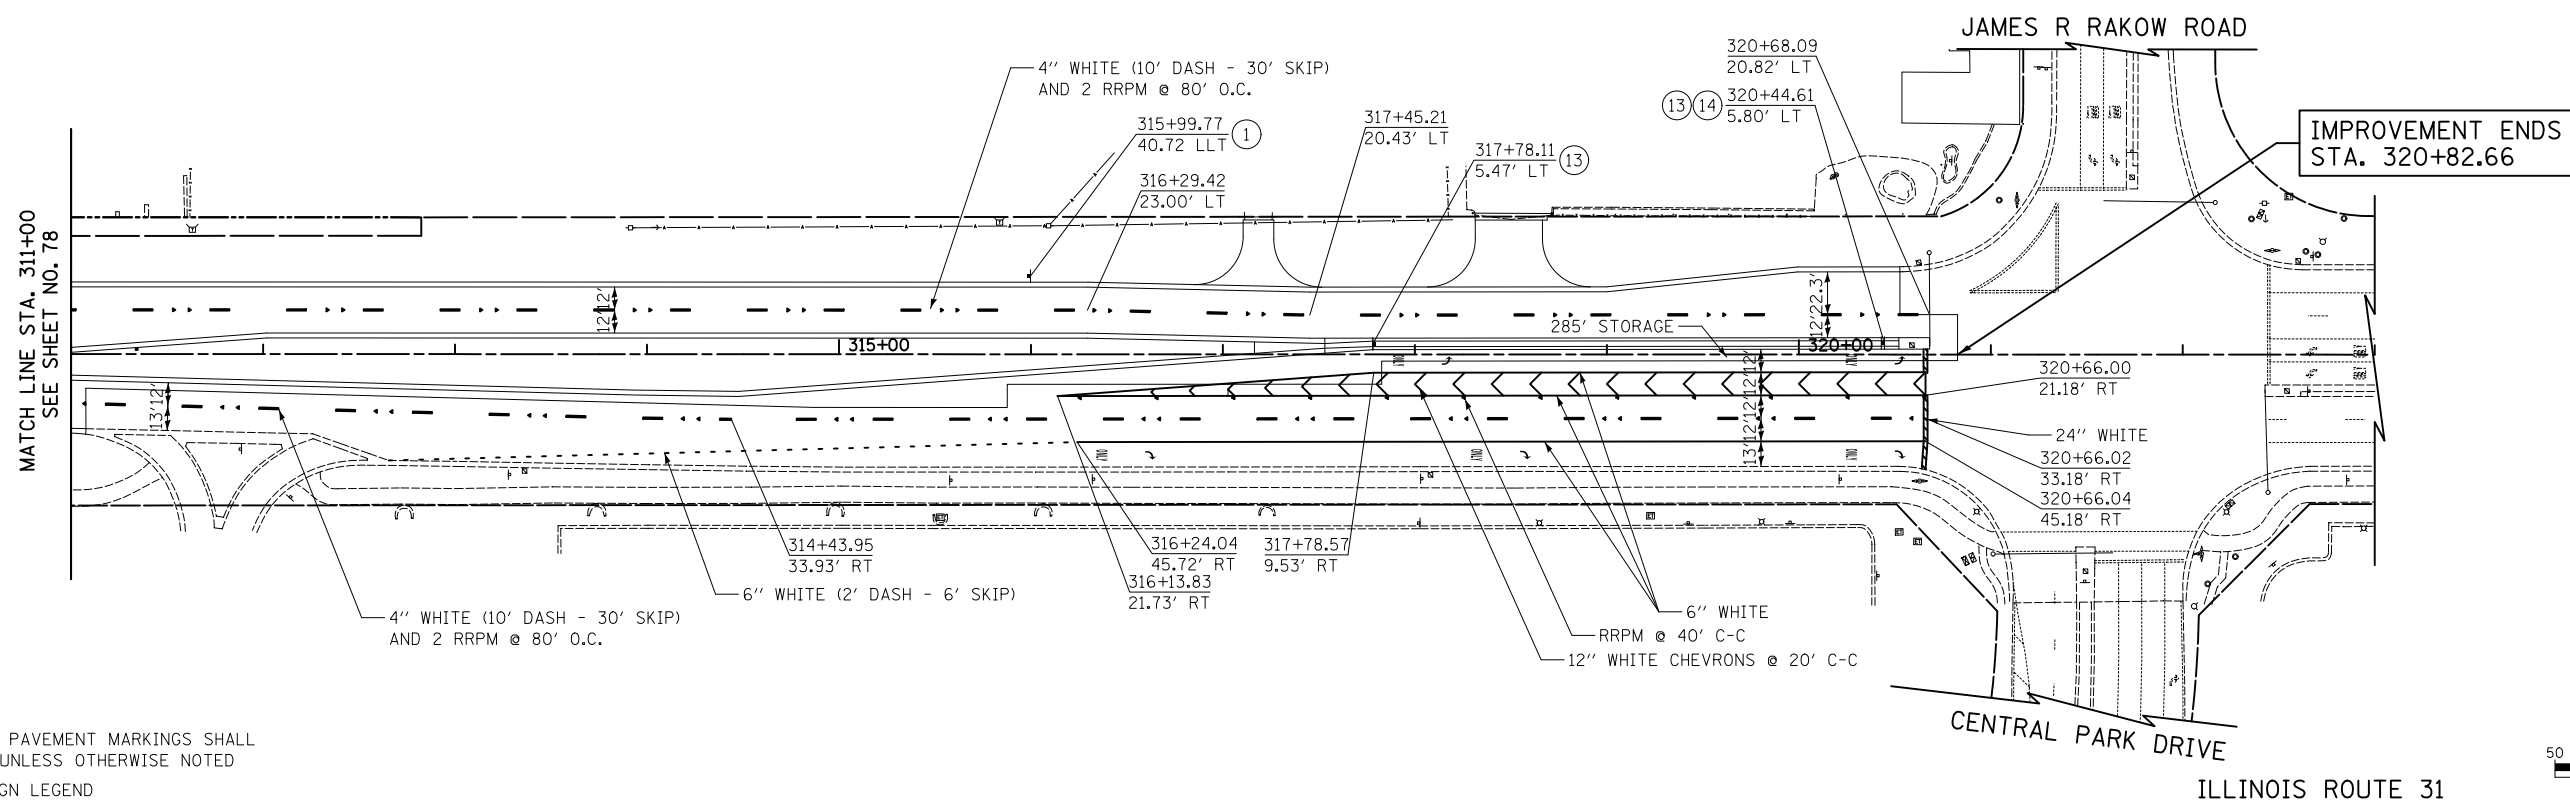 JAMES R RAKOW ROAD
4" WHITE (10' DASH - 30' SKIP)
AND 2 RRPM @ 80' O.C.
320+68.09
20.82' LT
13 14 320+44.61
5.80' LT
315+99.77 1
40.72 LLT
317+45.21
20.43' LT
IMPROVEMENT ENDS
STA. 320+82.66
317+78.11 13
5.47' LT
316+29.42
23.00' LT
MATCH LINE STA. 311+00
SEE SHEET NO. 78
12' 12'
12' 22.3'
285' STORAGE
315+00
320+00
13' 12'
13' 12' 12' 12' 12'
ONLY
ONLY
ONLY
ONLY
ONLY
320+66.00
21.18' RT
24" WHITE
320+66.02
33.18' RT
320+66.04
45.18' RT
314+43.95
33.93' RT
316+24.04
45.72' RT
317+78.57
9.53' RT
316+13.83
21.73' RT
6" WHITE (2' DASH - 6' SKIP)
4" WHITE (10' DASH - 30' SKIP)
AND 2 RRPM @ 80' O.C.
6" WHITE
RRPM @ 40' C-C
12" WHITE CHEVRONS @ 20' C-C
CENTRAL PARK DRIVE
PAVEMENT MARKINGS SHALL
UNLESS OTHERWISE NOTED
GN LEGEND
50
ILLINOIS ROUTE 31